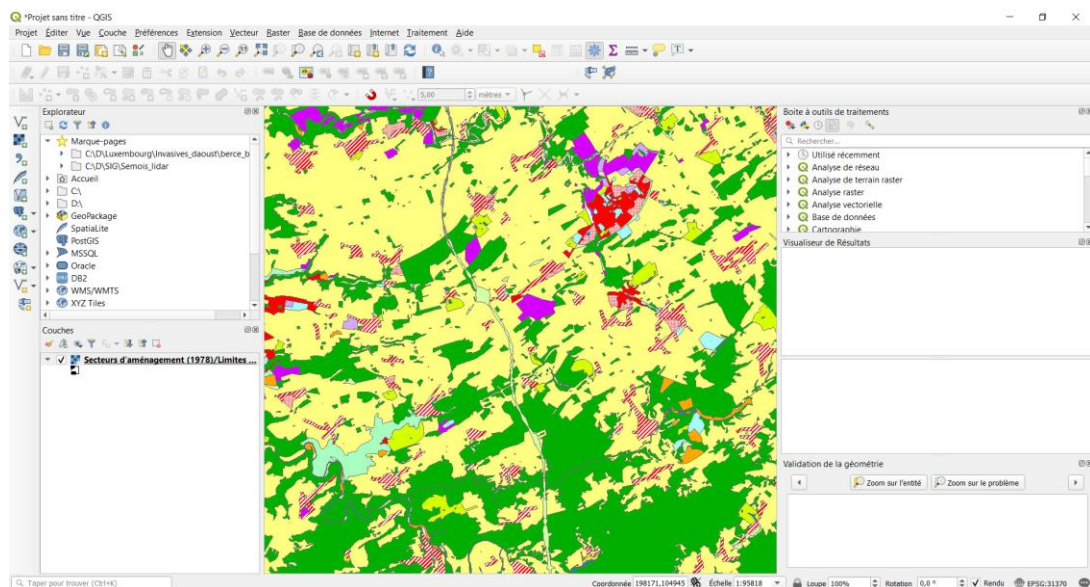 *Projet sans titre - QGIS
Projet Éditer Vue Couche Préférences Extension Vecteur Raster Base de données Internet Traitement Aide
5,00 mètres
Explorateur
Marque-pages
C:\D\Luxembourg\Invasives_daoust\berce_b
C:\D\SIG\Semois_lidar
Accueil
C:\
D:\
GeoPackage
SpatiaLite
PostGIS
MSSQL
Oracle
DB2
WMS/WMTS
XYZ Tiles
Couches
Secteurs d'aménagement (1978)/Limites ...
Boite à outils de traitements
Rechercher...
Utilisé récemment
Analyse de réseau
Analyse de terrain raster
Analyse raster
Analyse vectorielle
Base de données
Cartographie
Visualiseur de Résultats
Validation de la géométrie
Zoom sur l'entité Zoom sur le problème
Taper pour trouver (Ctrl+K) Coordonnée 198171,104945 Échelle 1:95818 Loupe 100% Rotation 0,0 ° Rendu EPSG:31370